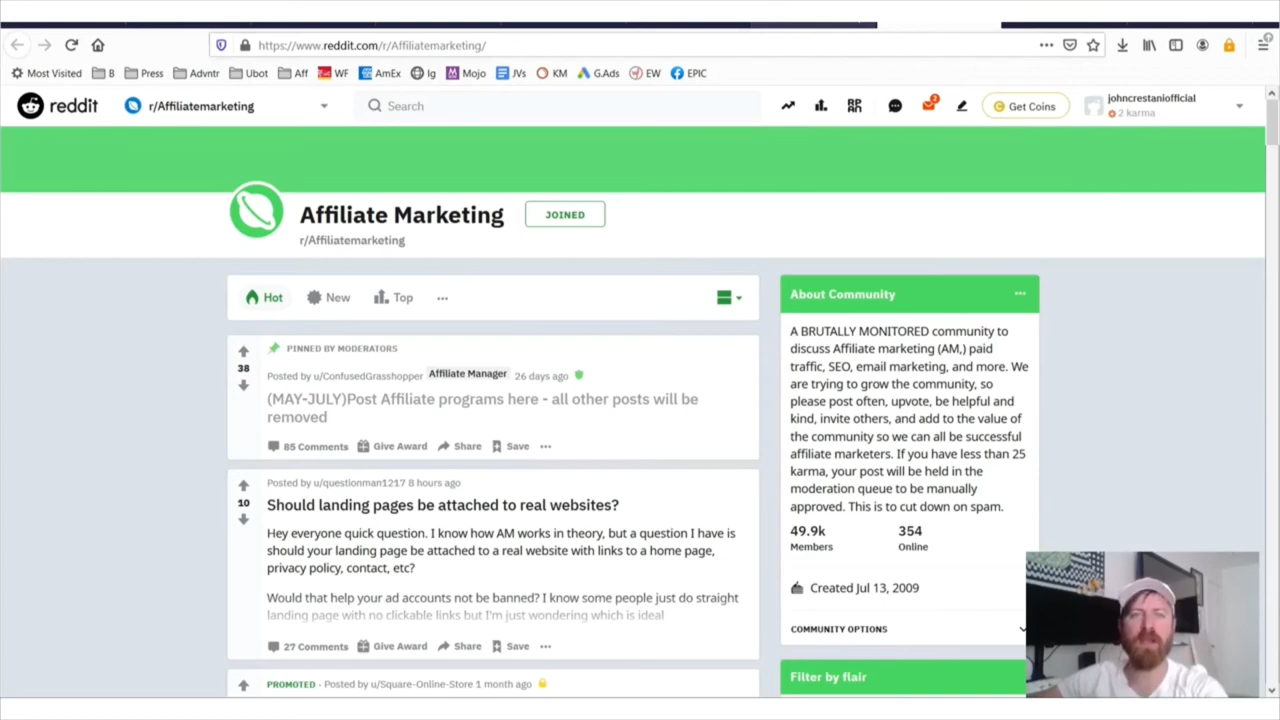 https://www.reddit.com/r/Affiliatemarketing/
Most Visited B Press Advntr Ubot Aff WF AmEx Ig Mojo JVs KM G.Ads EW EPIC
reddit r/Affiliatemarketing Search Get Coins johncrestaniofficial
2 karma
Affiliate Marketing JOINED
r/Affiliatemarketing
Hot New Top
PINNED BY MODERATORS
38
Posted by u/ConfusedGrasshopper Affiliate Manager 26 days ago
(MAY-JULY)Post Affiliate programs here - all other posts will be
removed
85 Comments Give Award Share Save
Posted by u/questionman1217 8 hours ago
10
Should landing pages be attached to real websites?
Hey everyone quick question. I know how AM works in theory, but a question I have is
should your landing page be attached to a real website with links to a home page,
privacy policy, contact, etc?
Would that help your ad accounts not be banned? I know some people just do straight
landing page with no clickable links but I'm just wondering which is ideal
27 Comments Give Award Share Save
PROMOTED - Posted by u/Square-Online-Store 1 month ago
About Community
A BRUTALLY MONITORED community to
discuss Affiliate marketing (AM,) paid
traffic, SEO, email marketing, and more. We
are trying to grow the community, so
please post often, upvote, be helpful and
kind, invite others, and add to the value of
the community so we can all be successful
affiliate marketers. If you have less than 25
karma, your post will be held in the
moderation queue to be manually
approved. This is to cut down on spam.
49.9k 354
Members Online
Created Jul 13, 2009
COMMUNITY OPTIONS
Filter by flair